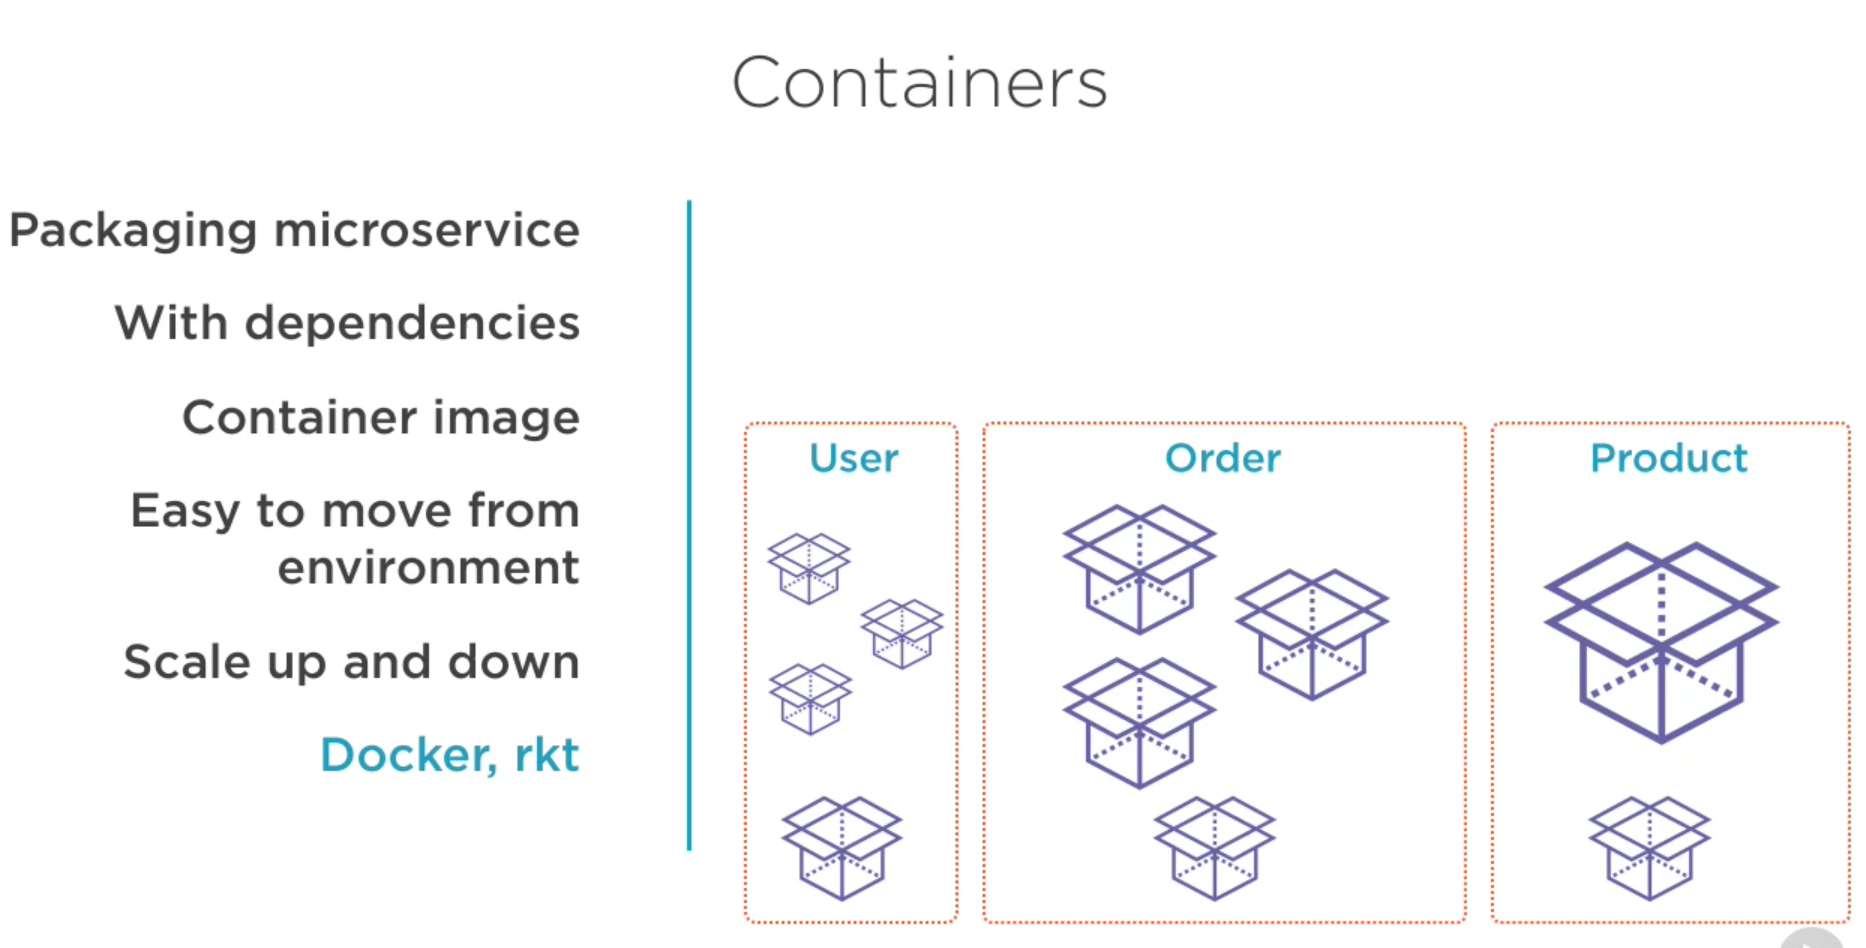 Containers
Packaging microservice
With dependencies
Container image
Easy to move from
environment
Scale up and down
Docker, rkt
User
Order
Product